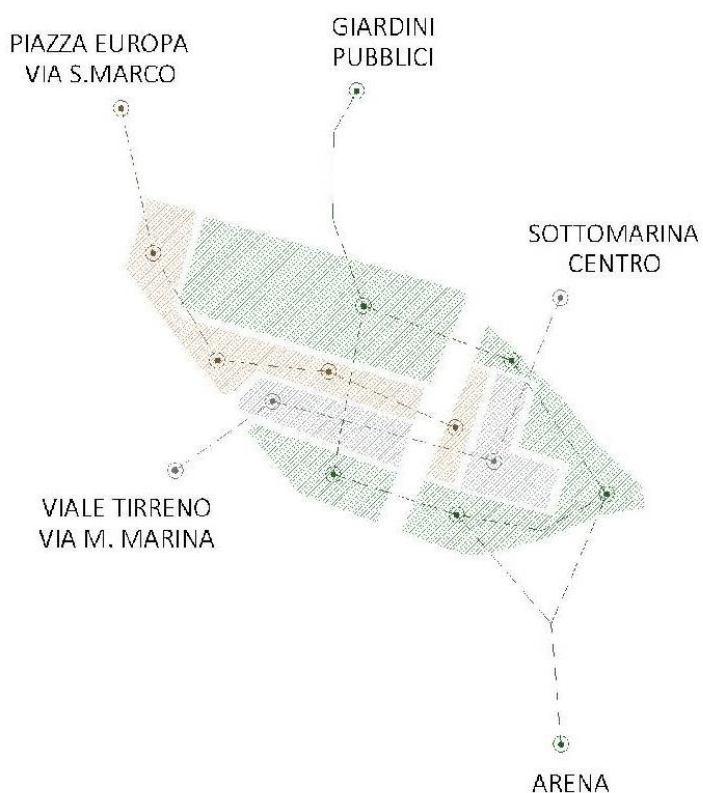 GIARDINI
PUBBLICI
PIAZZA EUROPA
VIA S.MARCO
SOTTOMARINA
CENTRO
VIALE TIRRENO
VIA M. MARINA
ARENA